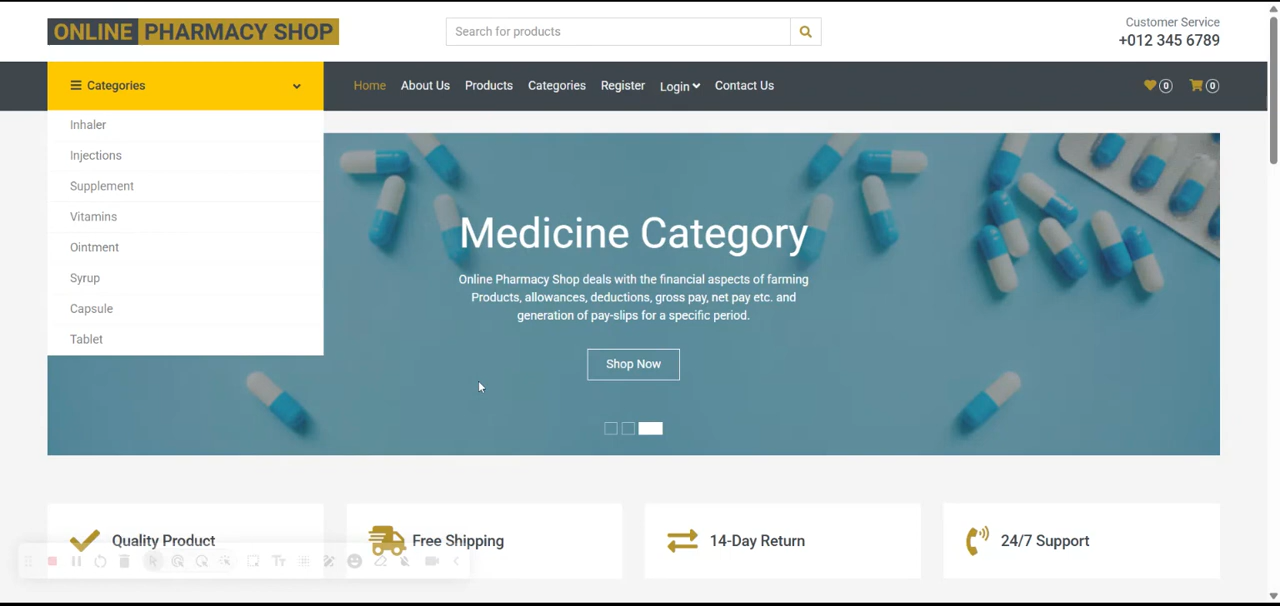 ONLINE PHARMACY SHOP
Search for products
Customer Service
+012 345 6789
Categories
Home About Us Products Categories Register Login Contact Us
0 0
Inhaler
Injections
Supplement
Vitamins
Ointment
Syrup
Capsule
Tablet
Medicine Category
Online Pharmacy Shop deals with the financial aspects of farming
Products, allowances, deductions, gross pay, net pay etc. and
generation of pay-slips for a specific period.
Shop Now
Quality Product
Free Shipping
14-Day Return
24/7 Support
Tт